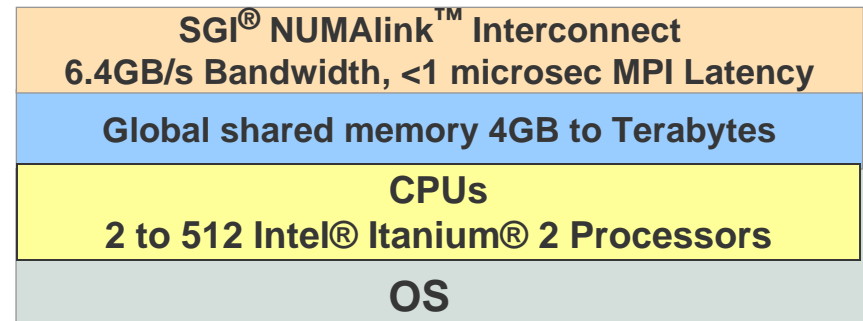 SGI® NUMAlink™ Interconnect
6.4GB/s Bandwidth, <1 microsec MPI Latency
Global shared memory 4GB to Terabytes
CPUs
2 to 512 Intel® Itanium® 2 Processors
OS